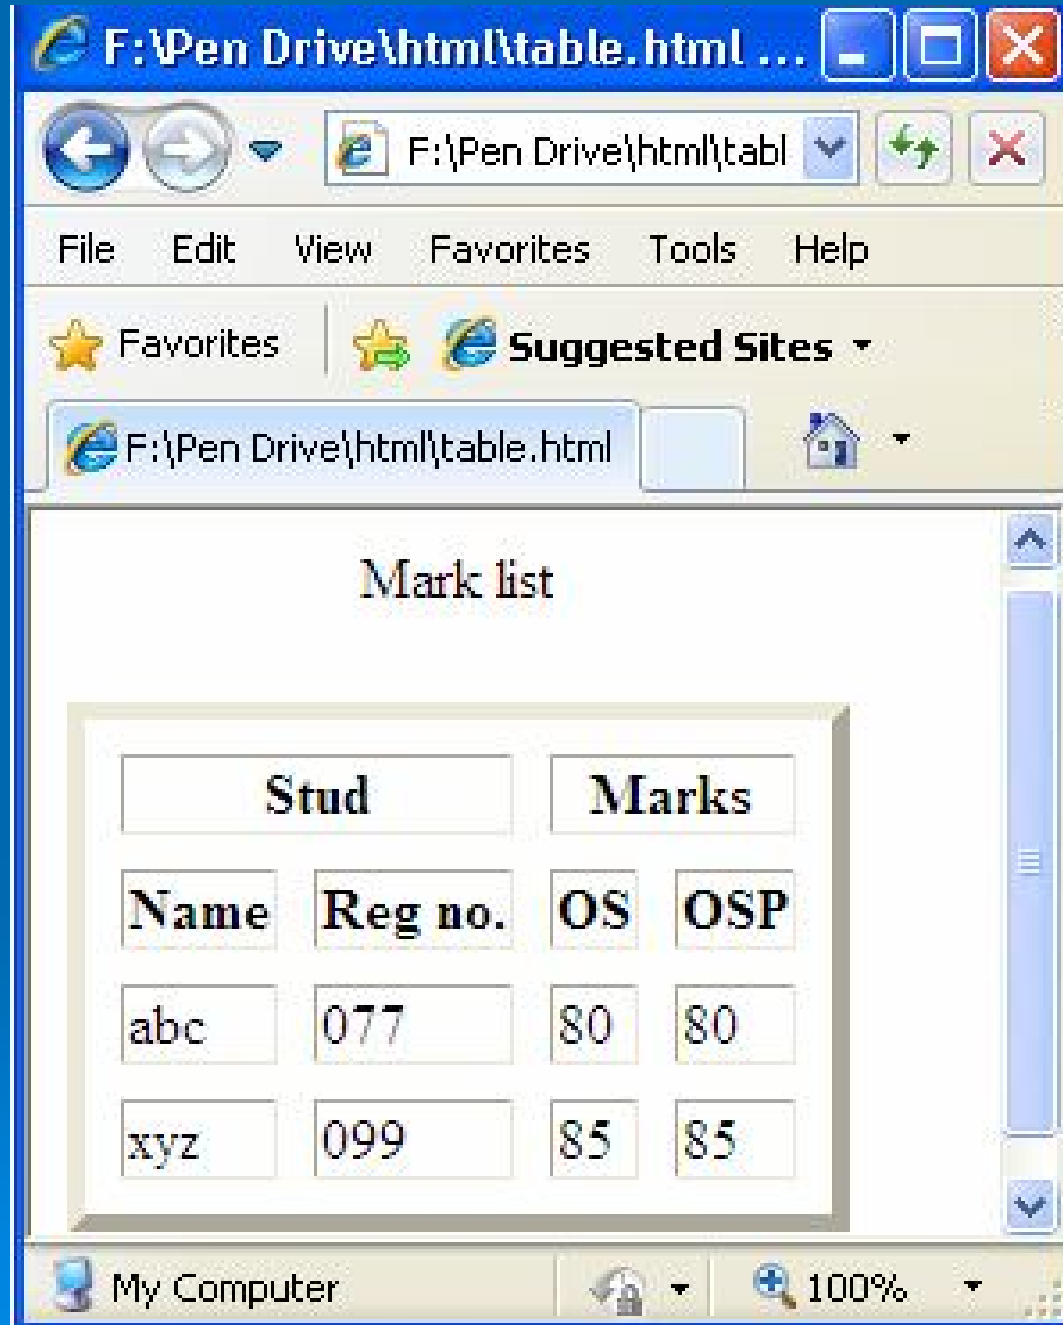 F:\Pen Drive\html\table.html ...
F:\Pen Drive\html\tabl
File Edit View Favorites Tools Help
Favorites Suggested Sites
F:\Pen Drive\html\table.html
Mark list
Stud Marks
Name Reg no. OS OSP
abc 077 80 80
xyz 099 85 85
My Computer 100%